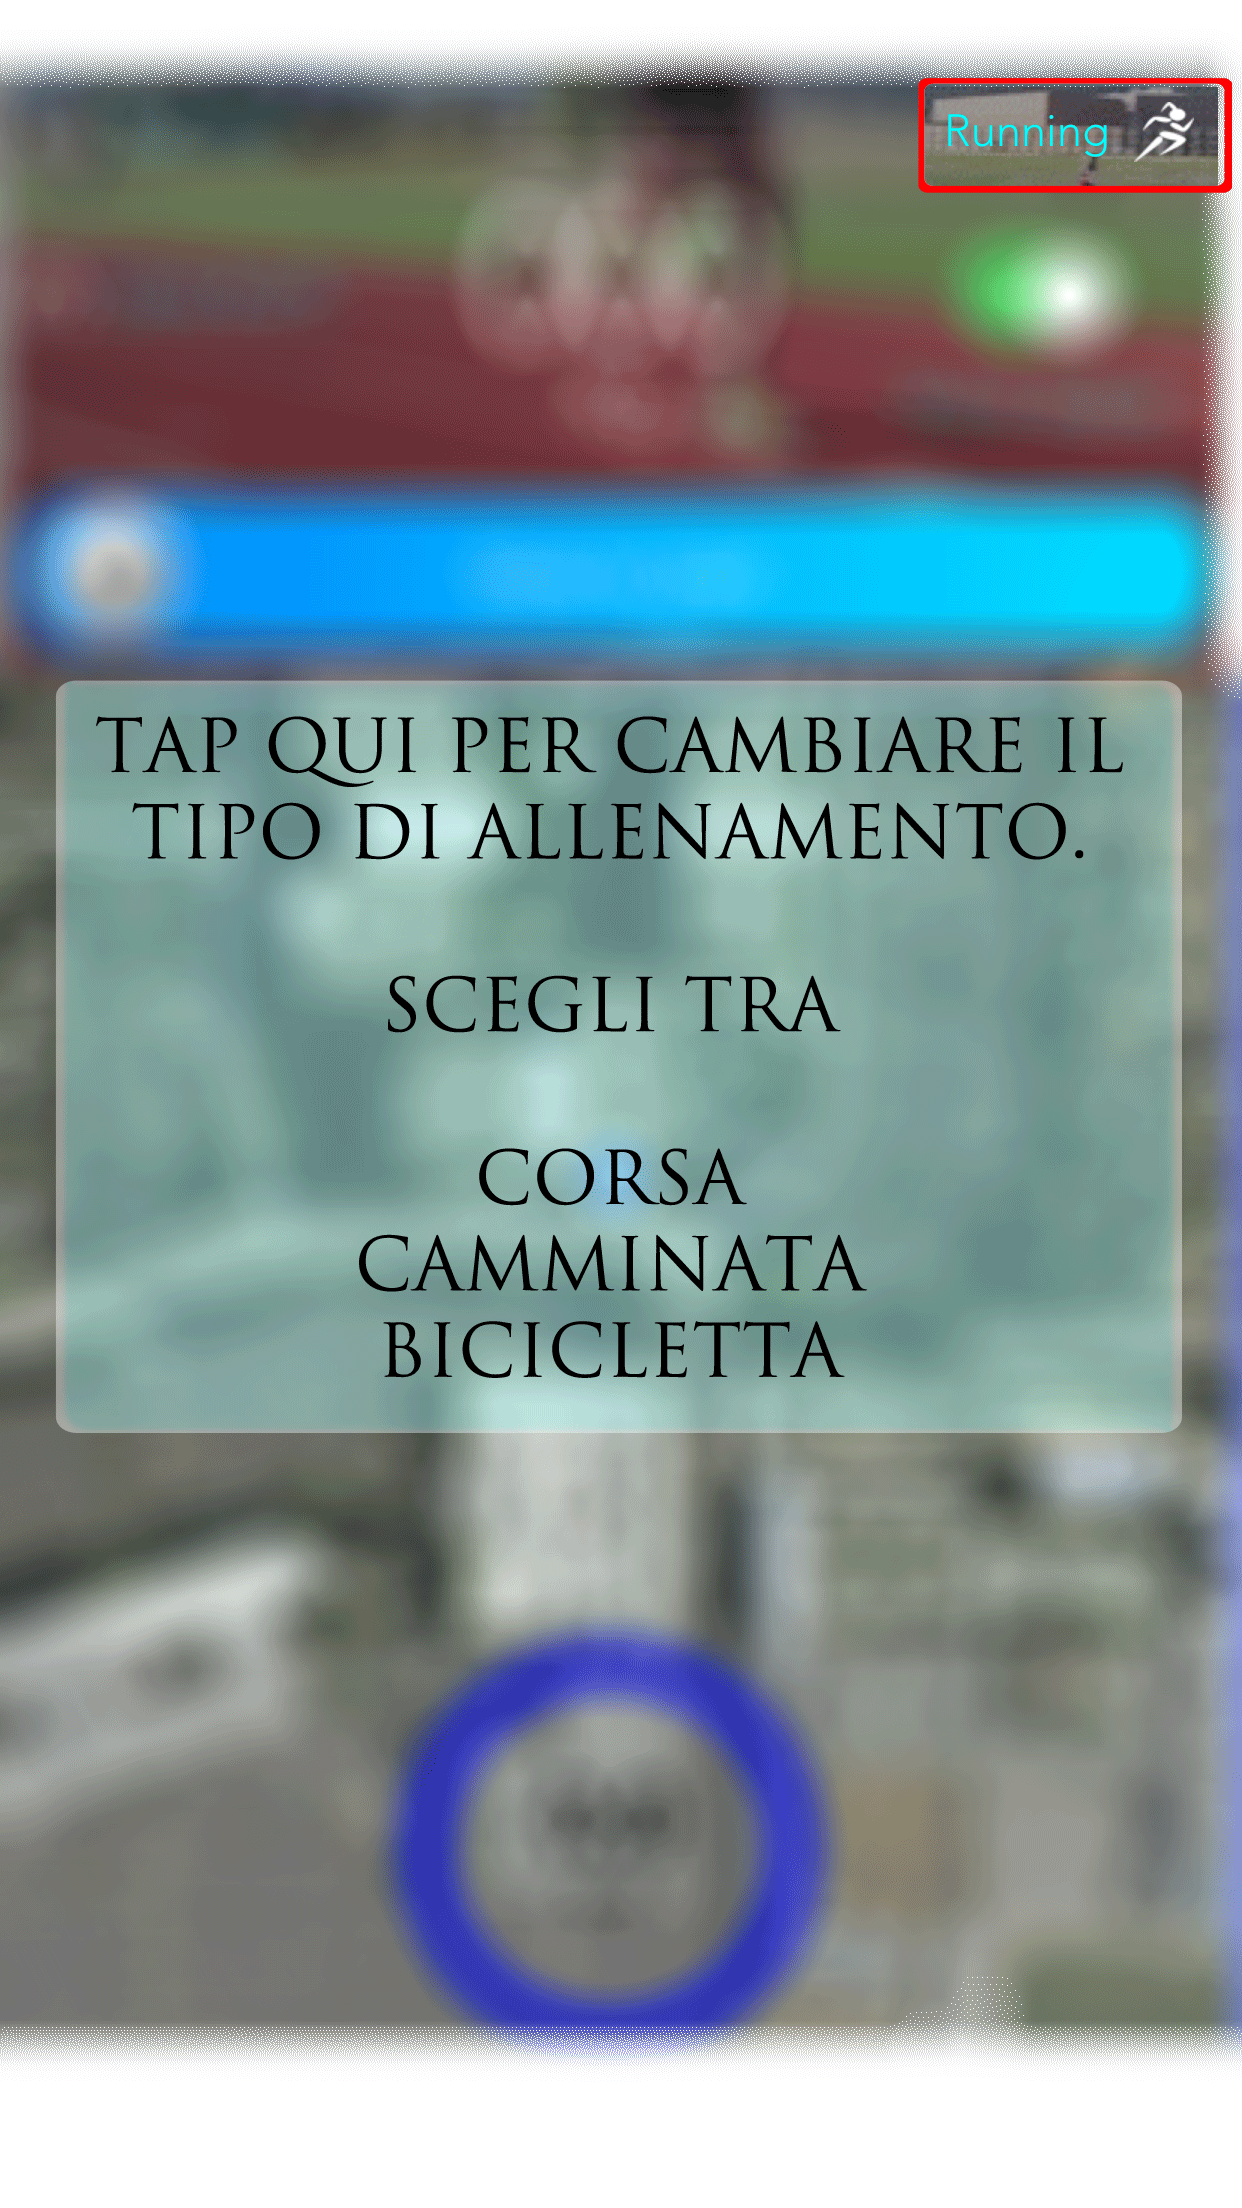 Running
TAP QUI PER CAMBIARE IL
TIPO DI ALLENAMENTO.
SCEGLI TRA
CORSA
CAMMINATA
BICICLETTA